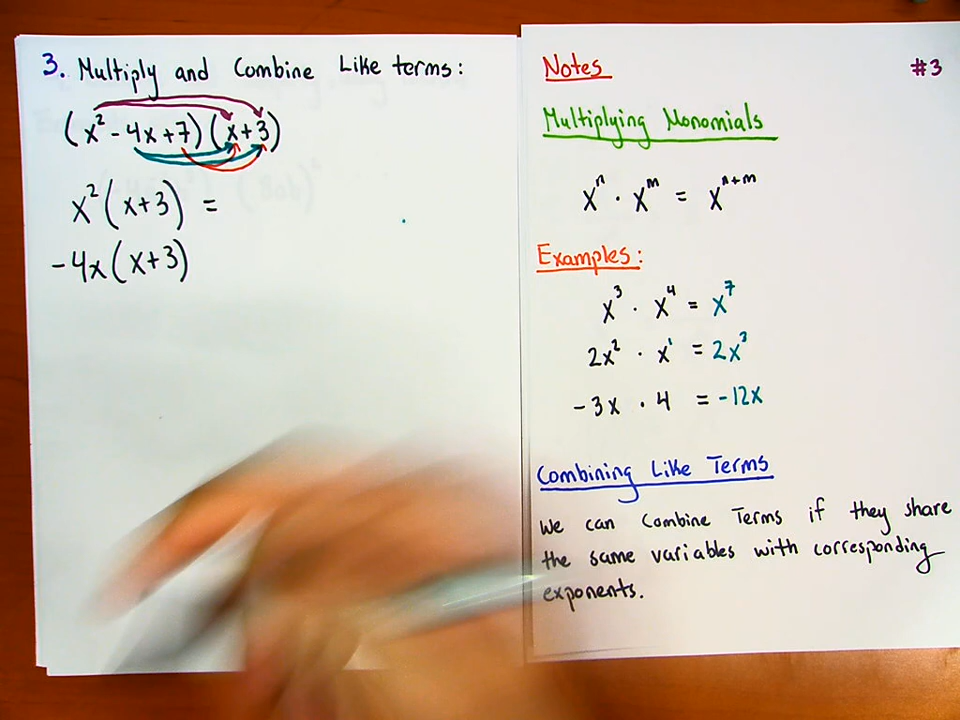 3. Multiply and Combine Like terms:
(x² - 4x + 7)(x + 3)
x²(x+3) =
-4x(x+3)
Notes
#3
Multiplying Monomials
xⁿ · xᵐ = xⁿ⁺ᵐ
Examples:
x³ · x⁴ = x⁷
2x² · x¹ = 2x³
-3x · 4 = -12x
Combining Like Terms
We can Combine Terms if they share
the same variables with corresponding
exponents.